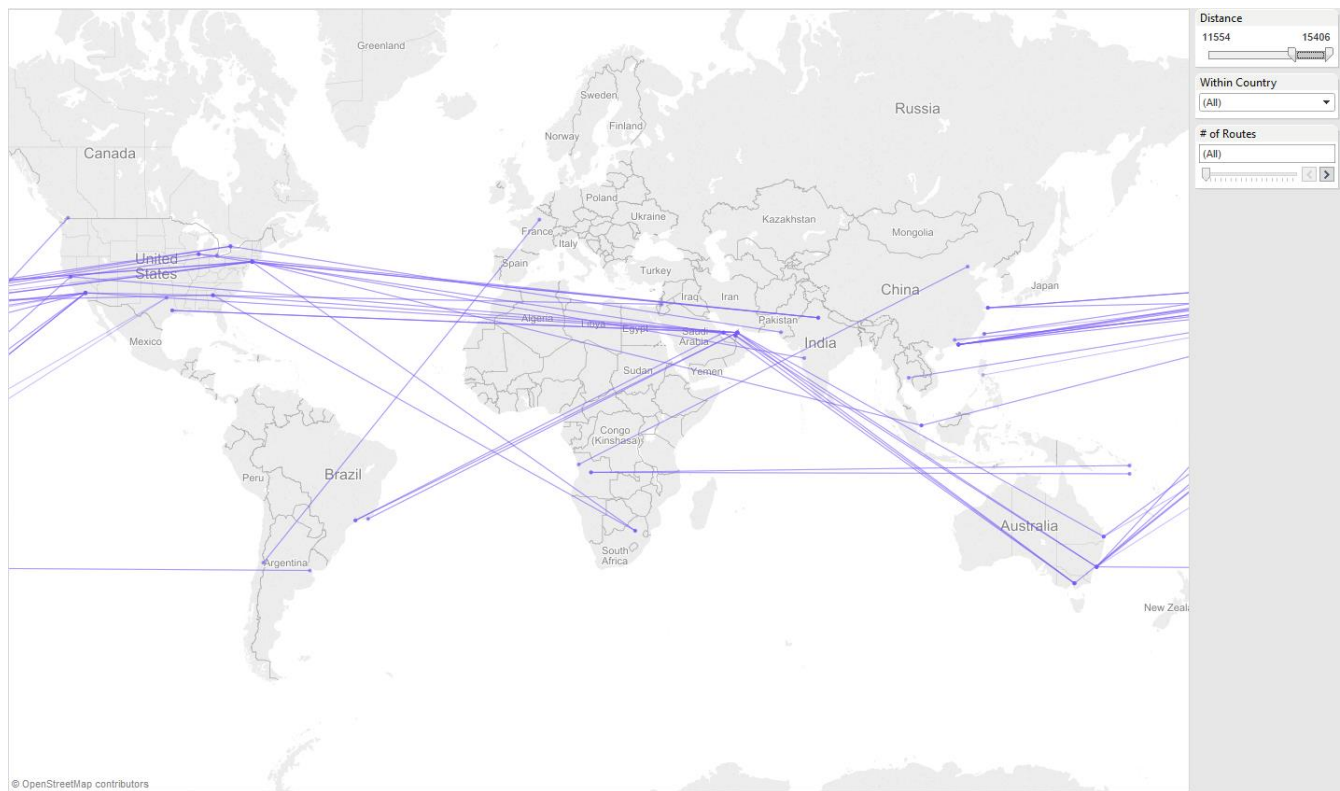 Greenland
Russia
Sweden
Finland
Norway
Canada
Poland
Ukraine
Kazakhstan
France
Mongolia
Italy
United
States
Spain
Turkey
China
Japan
Iraq
Iran
Algeria
Libya
Egypt
Saudi
Arabia
Pakistan
India
Mexico
Sudan
Yemen
Congo
(Kinshasa)
Peru
Brazil
Australia
South
Africa
Argentina
New Zeal
© OpenStreetMap contributors
Distance
11554 15406
Within Country
(All)
# of Routes
(All)